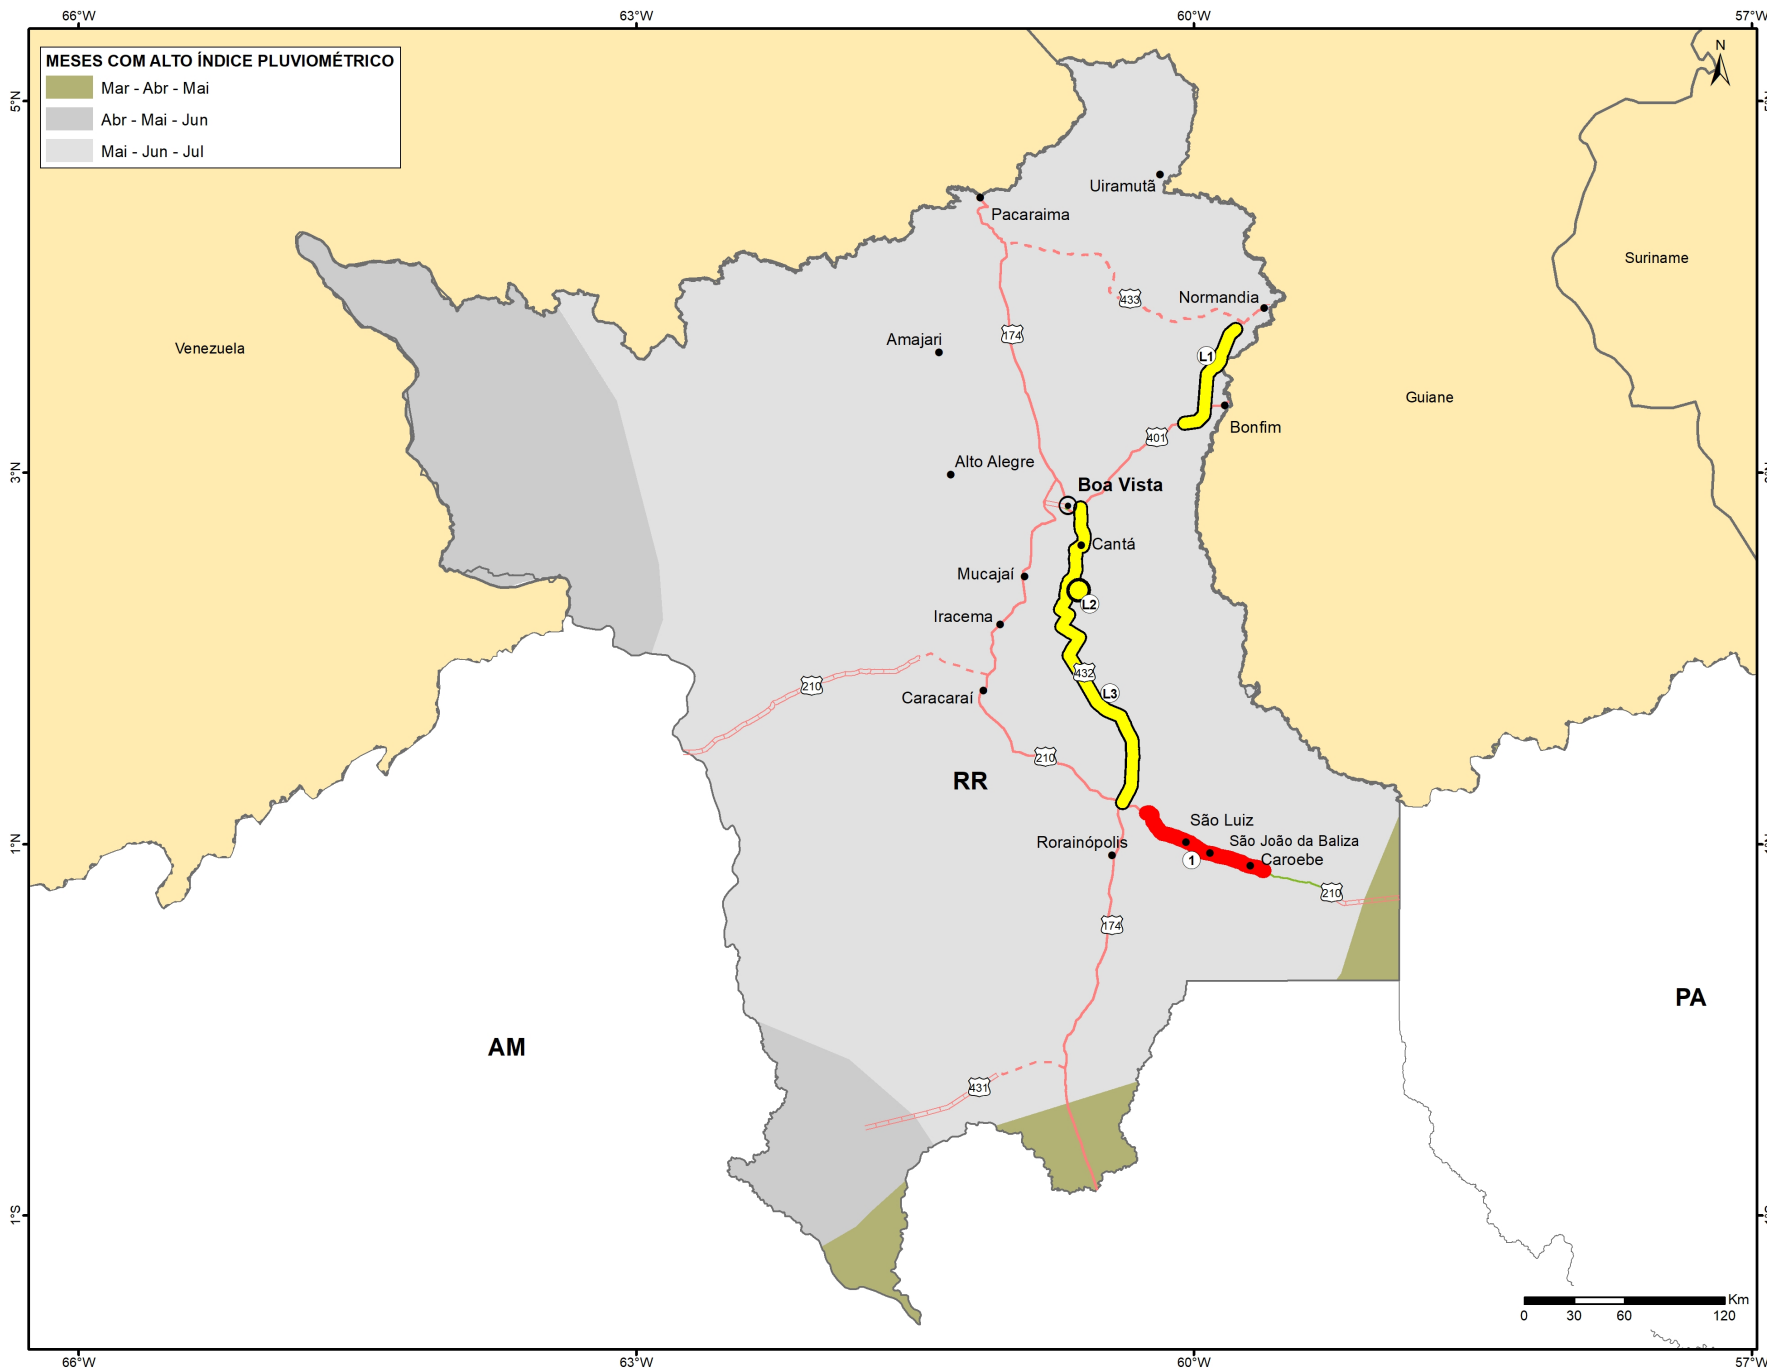 66°W
63°W
60°W
57°W
MESES COM ALTO ÍNDICE PLUVIOMÉTRICO
Mar - Abr - Mai
Abr - Mai - Jun
Mai - Jun - Jul
N
5°N
Uiramutã
Pacaraima
Suriname
Normandia
433
174
Venezuela
Amajari
L1
Guiane
Bonfim
401
Alto Alegre
3°N
Boa Vista
Cantá
Mucajaí
L2
Iracema
432
210
L3
Caracaraí
210
RR
São Luiz
1°N
Rorainópolis
São João da Baliza
1
Caroebe
210
174
PA
AM
431
1°S
Km
0
30
60
120
66°W
63°W
60°W
57°W